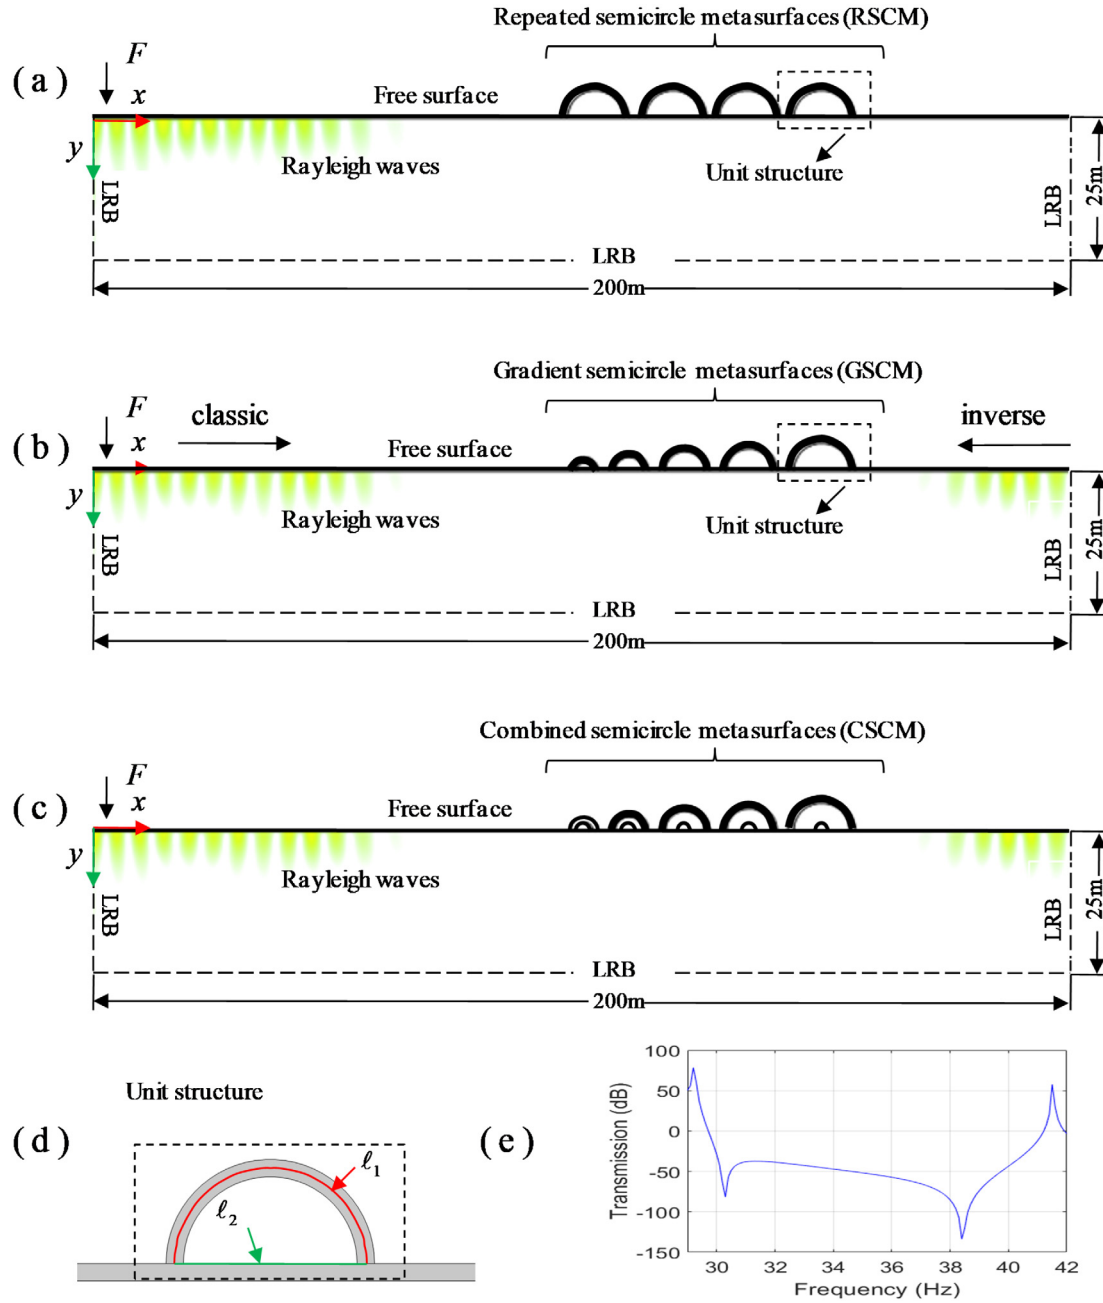 Repeated semicircle metasurfaces (RSCM)
(a)
F
x
Free surface
y
Rayleigh waves
Unit structure
LRB
LRB
25m
LRB
200m
Gradient semicircle metasurfaces (GSCM)
(b)
F
classic
inverse
x
Free surface
y
Rayleigh waves
Unit structure
LRB
LRB
25m
LRB
200m
Combined semicircle metasurfaces (CSCM)
(c)
F
x
Free surface
y
Rayleigh waves
LRB
LRB
25m
LRB
200m
Unit structure
(d)
ℓ1
ℓ2
(e)
Transmission (dB)
100
50
0
-50
-100
-150
30 32 34 36 38 40 42
Frequency (Hz)